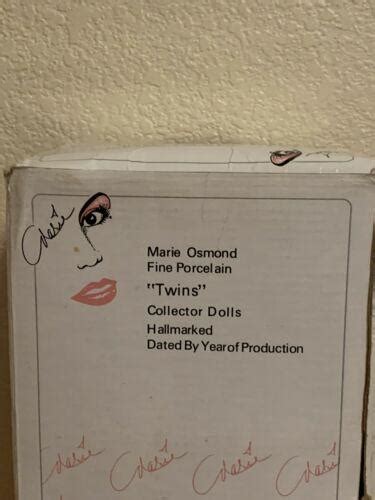 Marie Osmond
Fine Porcelain
"Twins"
Collector Dolls
Hallmarked
Dated By Yearof Production